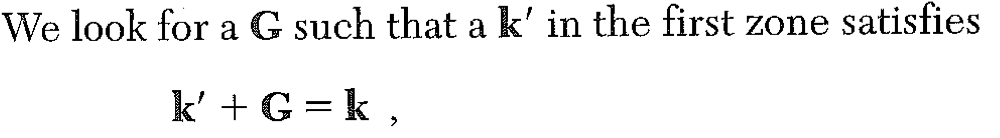 We look for a G such that a k′ in the first zone satisfies
k′ + G = k ,